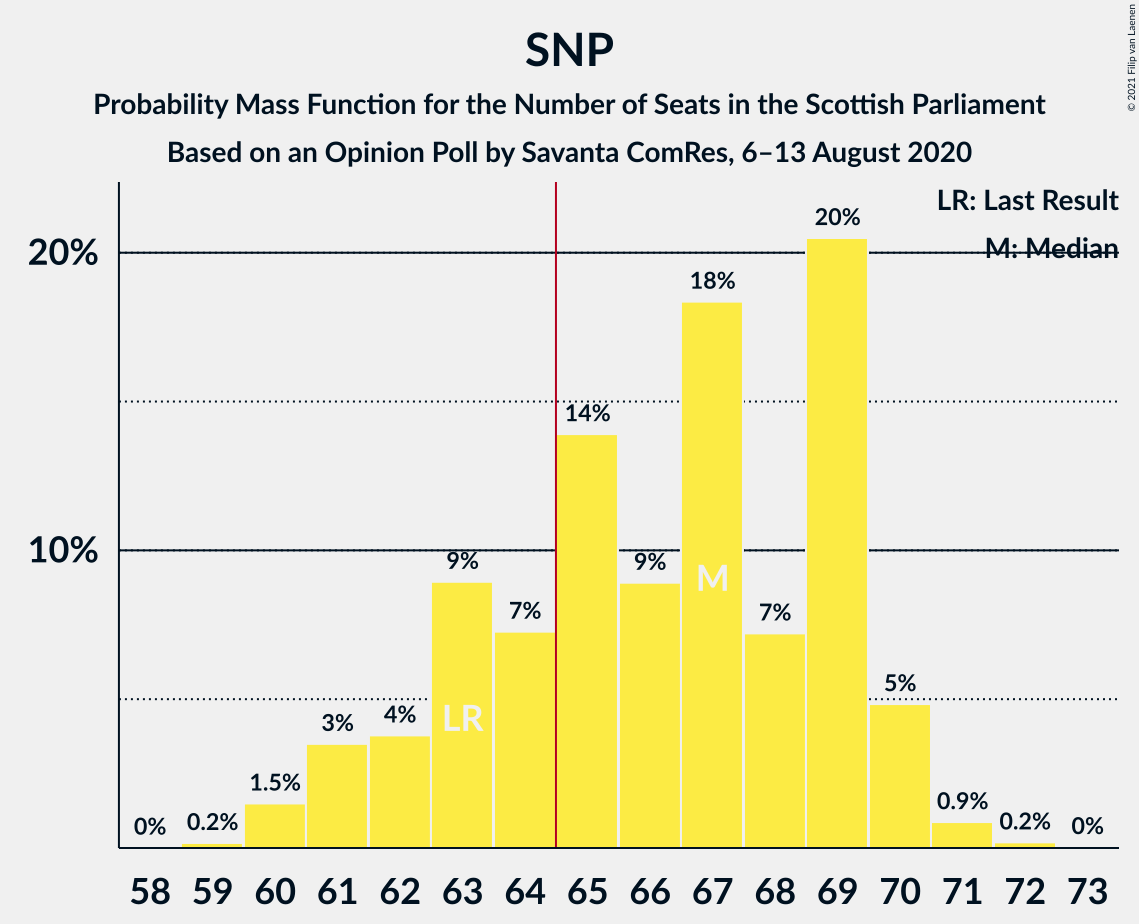 © 2021 Filip van Laenen
SNP
Probability Mass Function for the Number of Seats in the Scottish Parliament
Based on an Opinion Poll by Savanta ComRes, 6–13 August 2020
LR: Last Result
M: Median
20%
10%
0%
0.2%
1.5%
3%
4%
9%
7%
14%
9%
18%
7%
20%
5%
0.9%
0.2%
0%
LR
M
58 59 60 61 62 63 64 65 66 67 68 69 70 71 72 73